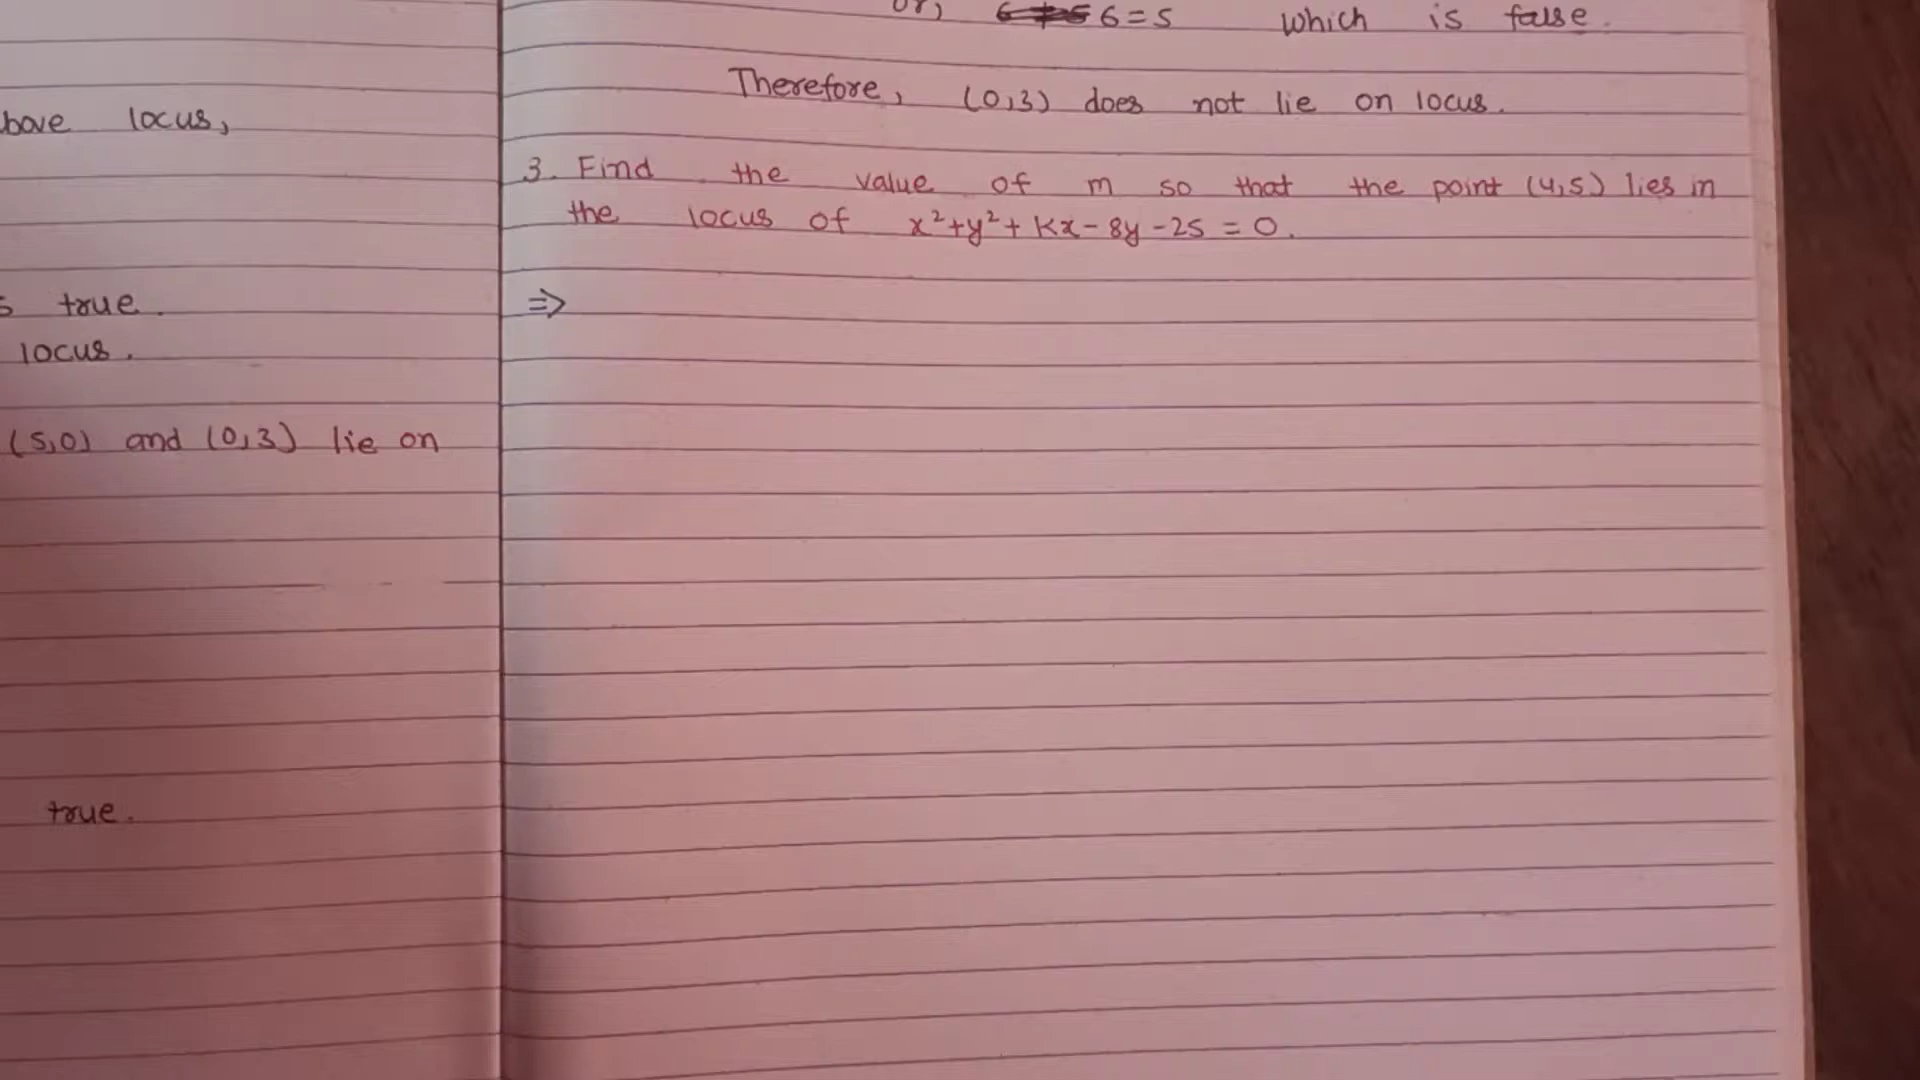 bove locus,
s true.
locus.
(5,0) and (0,3) lie on
true.
or, 6=5 which is false.
Therefore, (0,3) does not lie on locus.
3. Find the value of m so that the point (4,5) lies in
the locus of x²+y²+Kx-8y-25=0.
=>